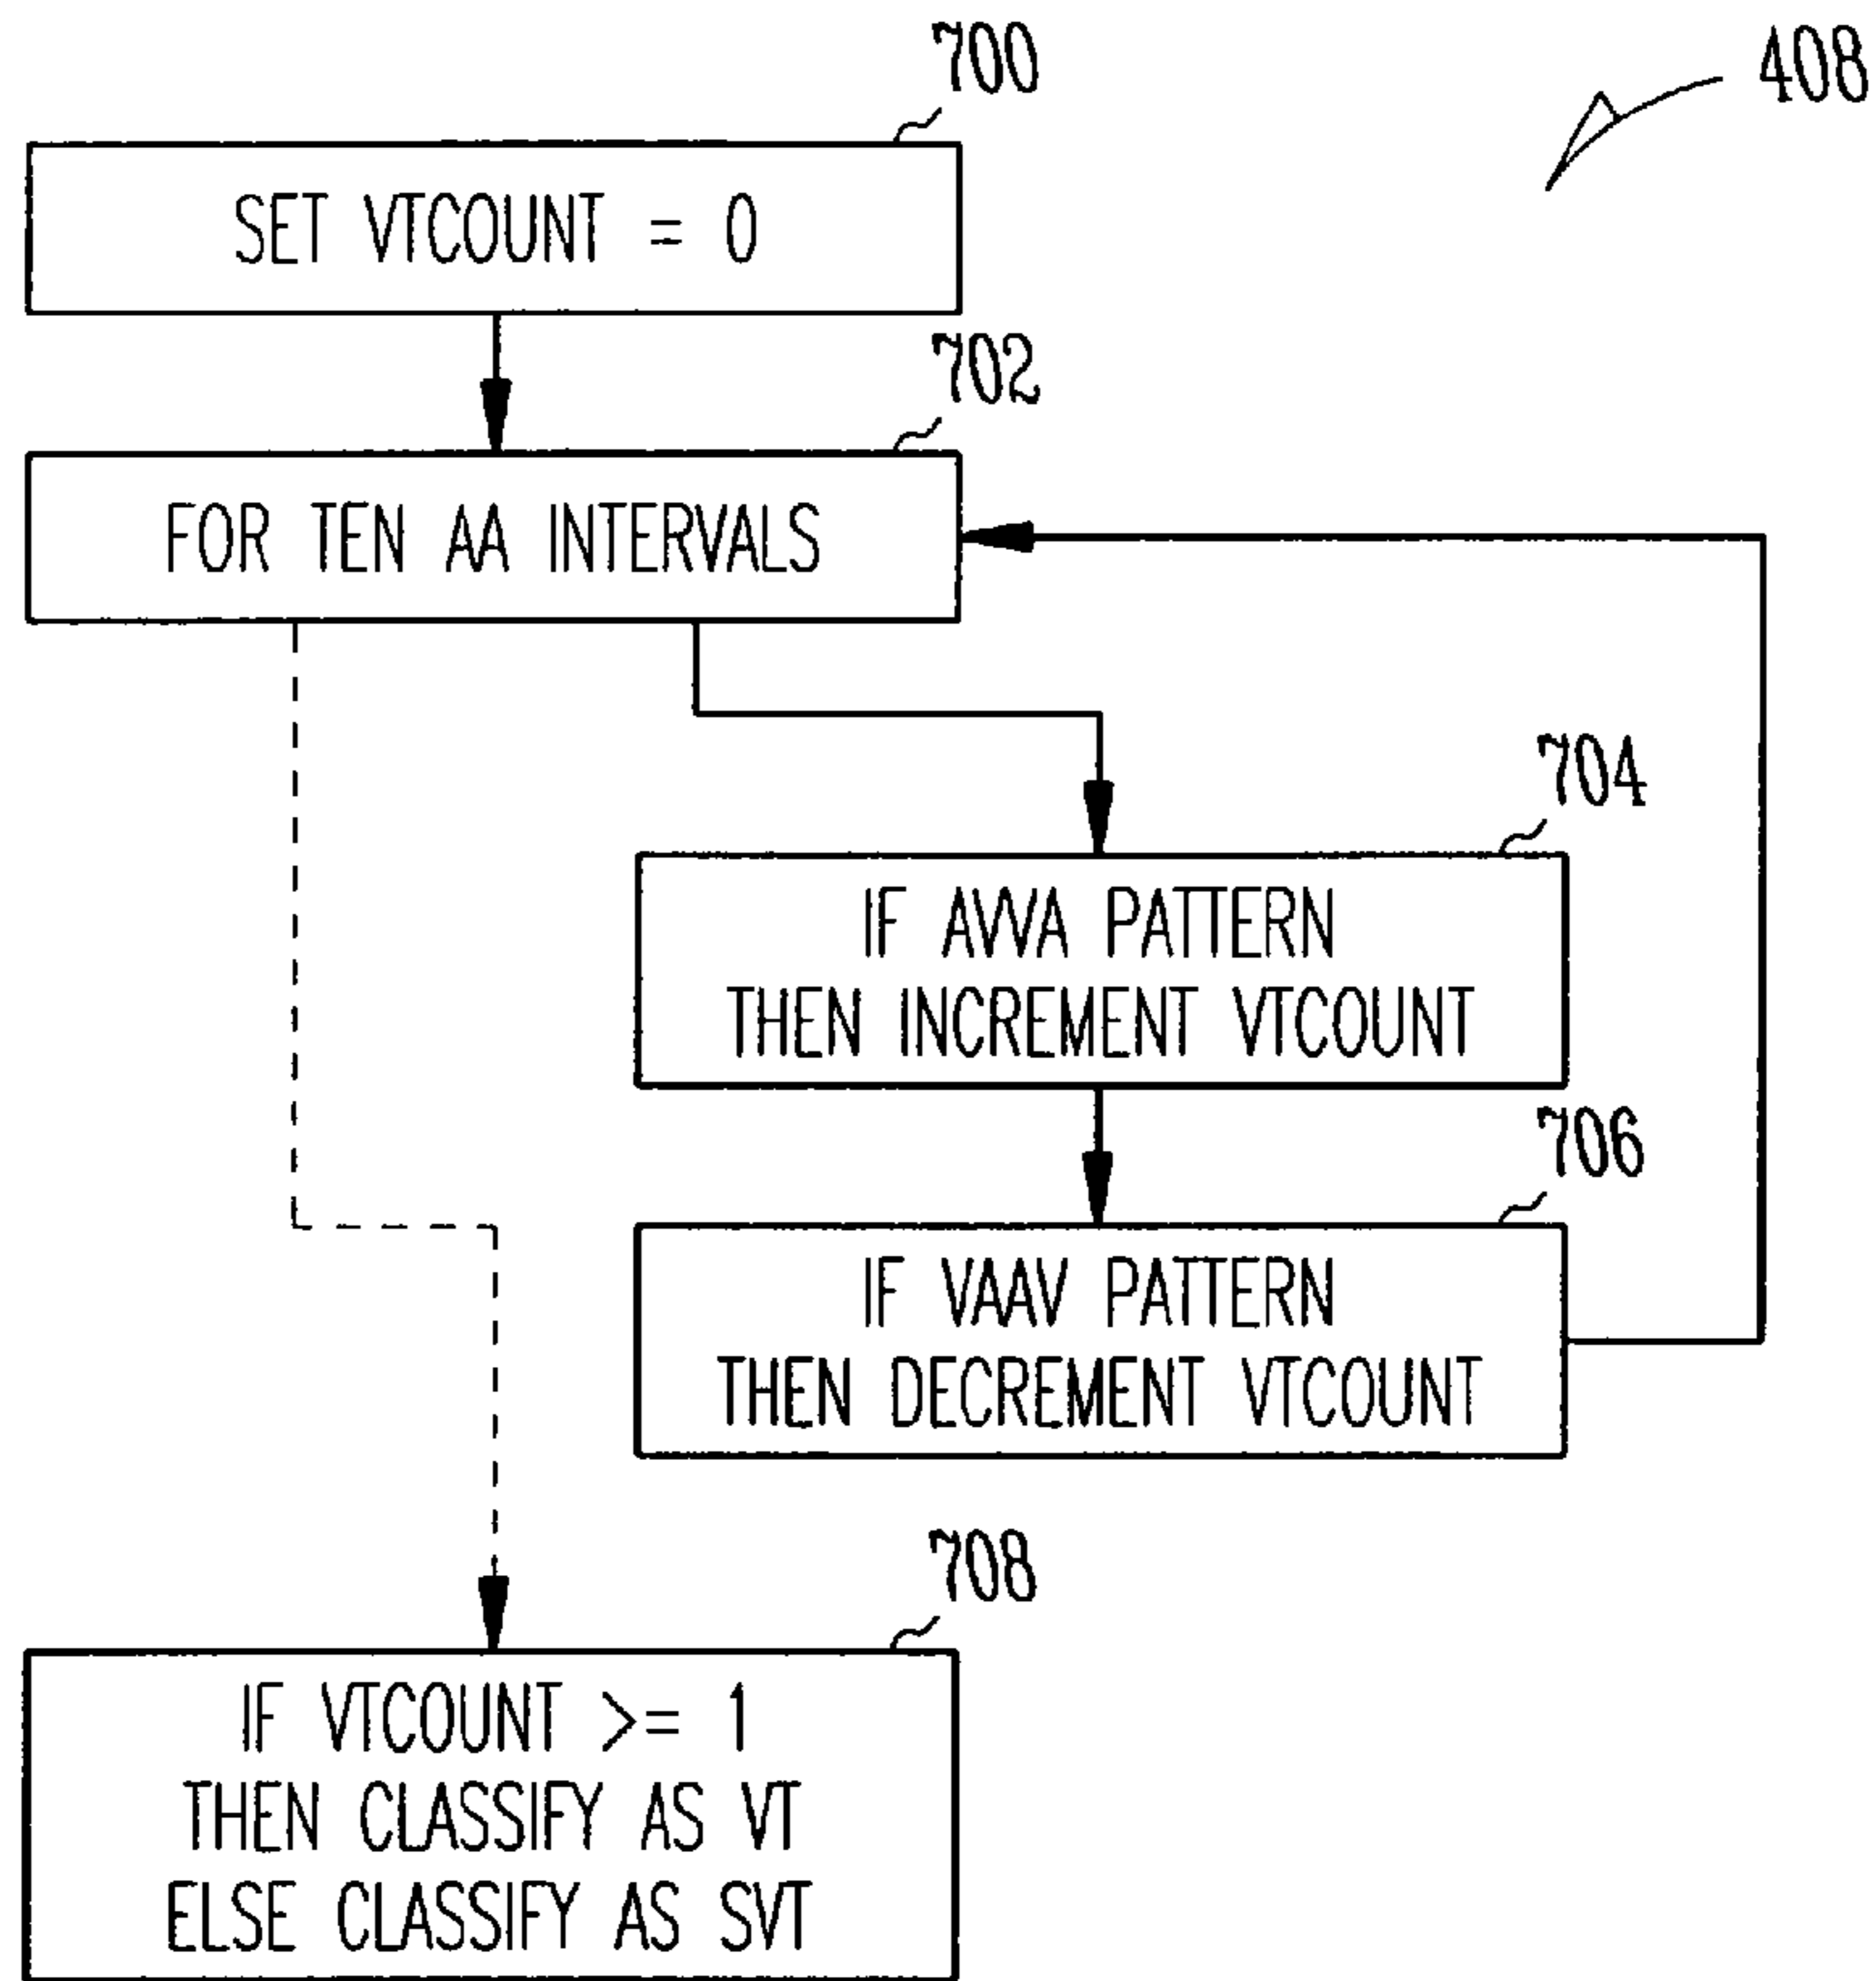 700
408
SET VTCOUNT = 0
702
FOR TEN AA INTERVALS
704
IF AVVA PATTERN
THEN INCREMENT VTCOUNT
706
IF VAAV PATTERN
THEN DECREMENT VTCOUNT
708
IF VTCOUNT >= 1
THEN CLASSIFY AS VT
ELSE CLASSIFY AS SVT